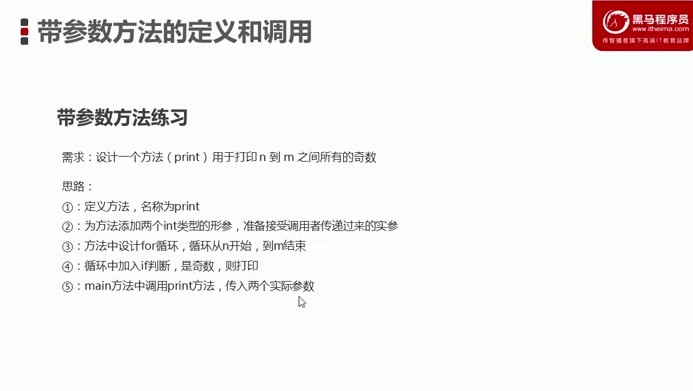 带参数方法的定义和调用
黑马程序员
www.itheima.com
传智播客旗下高端IT教育品牌
带参数方法练习
需求：设计一个方法（print）用于打印 n 到 m 之间所有的奇数
思路：
①：定义方法，名称为print
②：为方法添加两个int类型的形参，准备接受调用者传递过来的实参
③：方法中设计for循环，循环从n开始，到m结束
④：循环中加入if判断，是奇数，则打印
⑤：main方法中调用print方法，传入两个实际参数